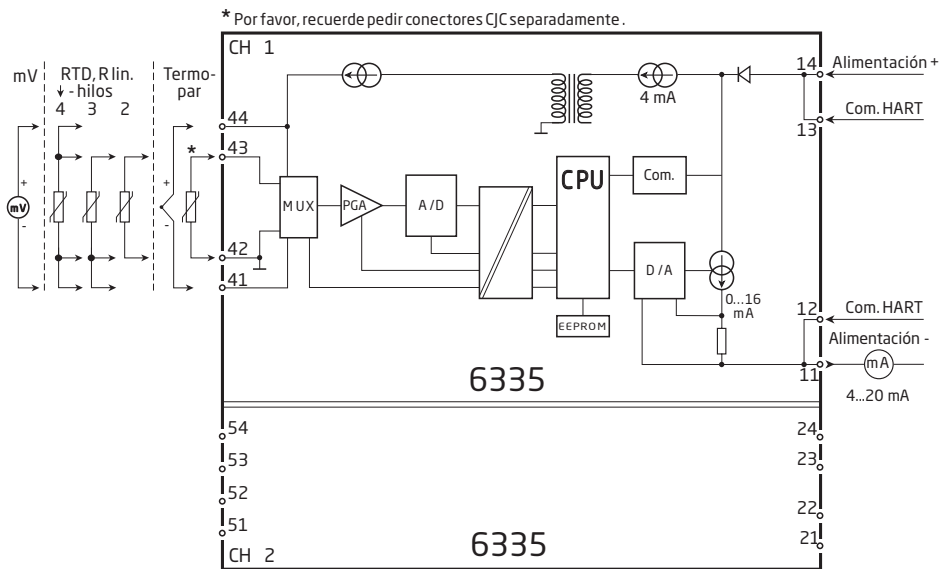 * Por favor, recuerde pedir conectores CJC separadamente.
CH 1
mV
RTD, R lin.
↓ - hilos
4 3 2
Termo-
par
*
+
mV
-
+
-
44
43
42
41
MUX
PGA
A/D
CPU
EEPROM
Com.
D/A
4 mA
0...16
mA
14
Alimentación +
Com. HART
13
12
Com. HART
Alimentación -
11
mA
4...20 mA
6335
54
53
52
51
24
23
22
21
CH 2
6335